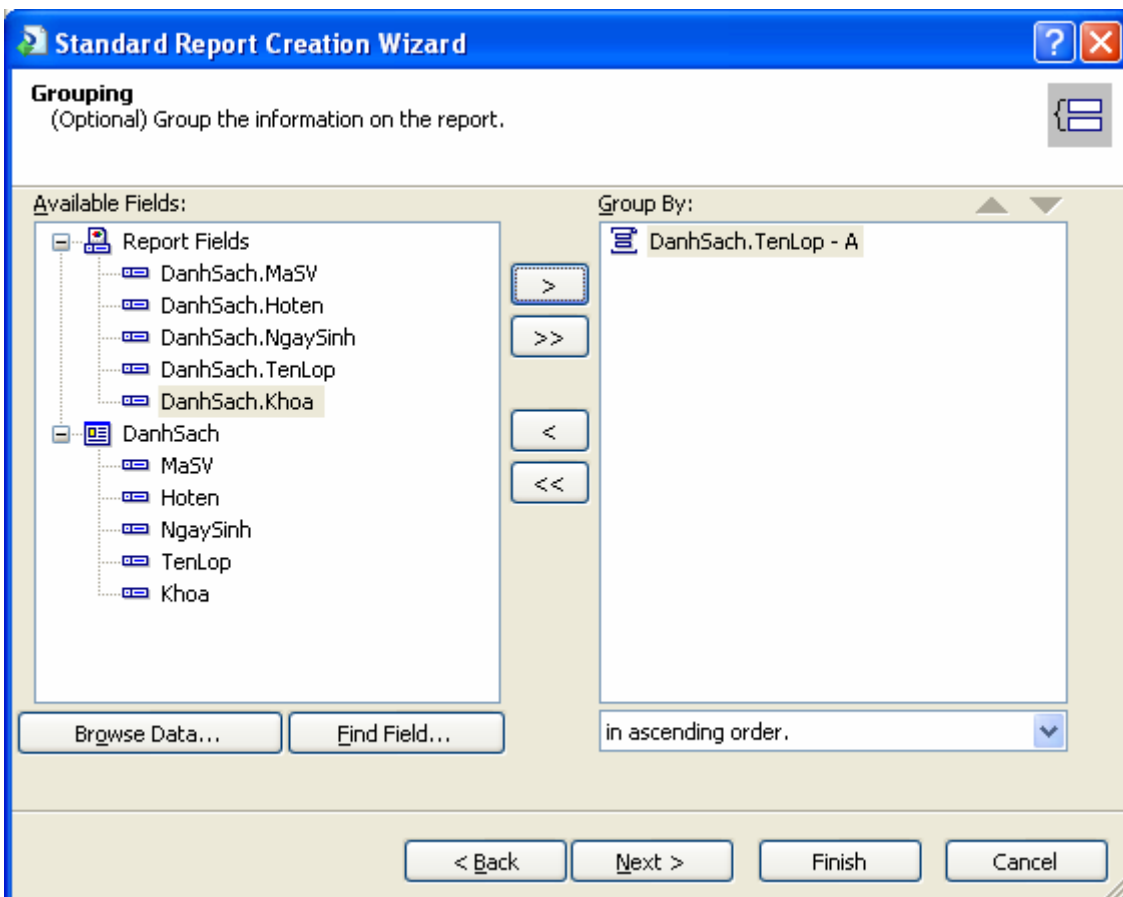 Standard Report Creation Wizard
Grouping
(Optional) Group the information on the report.
Available Fields:
Report Fields
DanhSach.MaSV
DanhSach.Hoten
DanhSach.NgaySinh
DanhSach.TenLop
DanhSach.Khoa
DanhSach
MaSV
Hoten
NgaySinh
TenLop
Khoa
>
>>
<
<<
Group By:
DanhSach.TenLop - A
in ascending order.
Browse Data...
Find Field...
< Back
Next >
Finish
Cancel